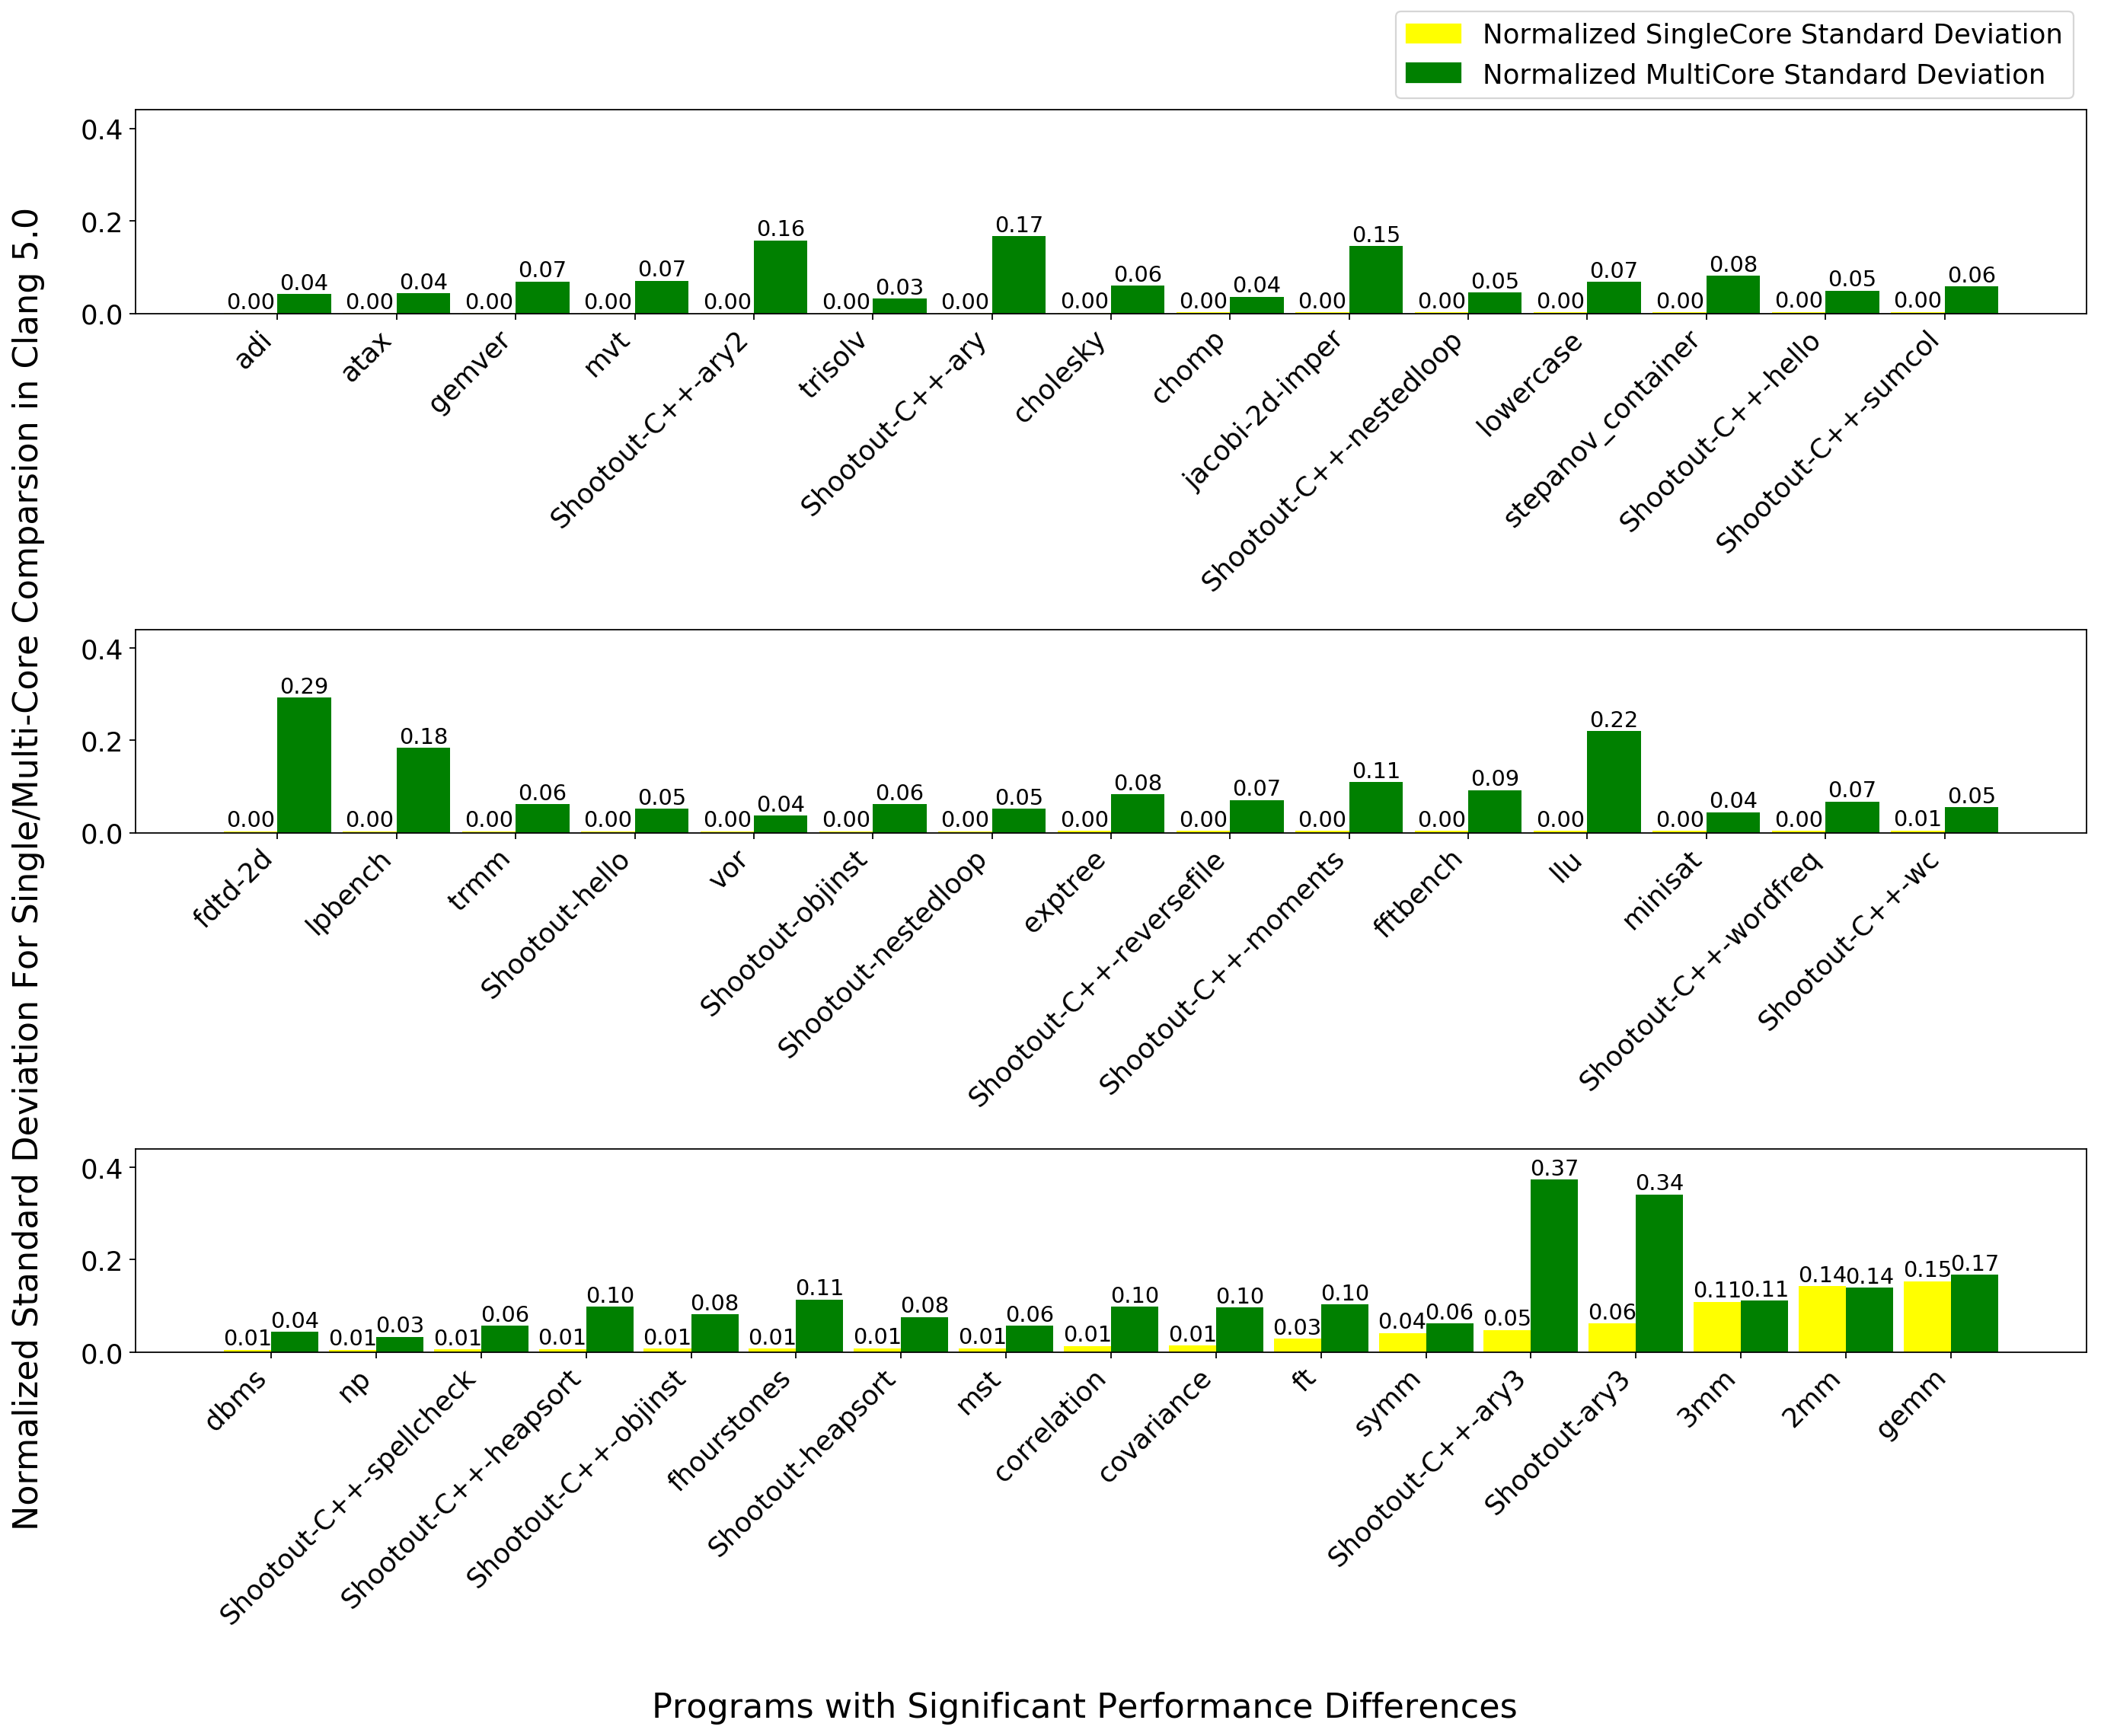 Normalized SingleCore Standard Deviation
Normalized MultiCore Standard Deviation
Normalized Standard Deviation For Single/Multi-Core Comparsion in Clang 5.0
0.4
0.2
0.0
0.00 0.04 0.00 0.04 0.00 0.07 0.00 0.07 0.00 0.16 0.00 0.03 0.00 0.17 0.00 0.06 0.00 0.04 0.00 0.15 0.00 0.05 0.00 0.07 0.00 0.08 0.00 0.05 0.00 0.06
adi
atax
gemver
mvt
Shootout-C++-ary2
trisolv
Shootout-C++-ary
cholesky
chomp
jacobi-2d-imper
Shootout-C++-nestedloop
lowercase
stepanov_container
Shootout-C++-hello
Shootout-C++-sumcol
0.4
0.2
0.0
0.00 0.29 0.00 0.18 0.00 0.06 0.00 0.05 0.00 0.04 0.00 0.06 0.00 0.05 0.00 0.08 0.00 0.07 0.00 0.11 0.00 0.09 0.00 0.22 0.00 0.04 0.00 0.07 0.01 0.05
fdtd-2d
lpbench
trmm
Shootout-hello
vor
Shootout-objinst
Shootout-nestedloop
exptree
Shootout-C++-reversefile
Shootout-C++-moments
fftbench
llu
minisat
Shootout-C++-wordfreq
Shootout-C++-wc
0.4
0.2
0.0
0.01 0.04 0.01 0.03 0.01 0.06 0.01 0.10 0.01 0.08 0.01 0.11 0.01 0.08 0.01 0.06 0.01 0.10 0.01 0.10 0.03 0.10 0.04 0.06 0.05 0.37 0.06 0.34 0.11 0.11 0.14 0.14 0.15 0.17
dbms
np
Shootout-C++-spellcheck
Shootout-C++-heapsort
Shootout-C++-objinst
fhourstones
Shootout-heapsort
mst
correlation
covariance
ft
symm
Shootout-C++-ary3
Shootout-ary3
3mm
2mm
gemm
Programs with Significant Performance Differences